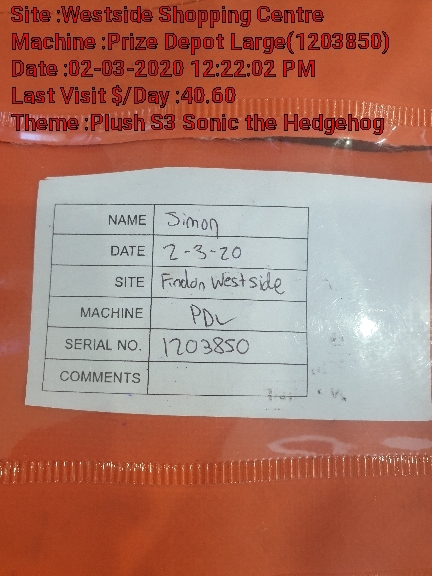 Site :Westside Shopping Centre
Machine :Prize Depot Large(1203850)
Date :02-03-2020 12:22:02 PM
Last Visit $/Day :40.60
Theme :Plush S3 Sonic the Hedgehog
NAME Simon
DATE 2-3-20
SITE Findon Westside
MACHINE PDL
SERIAL NO. 1203850
COMMENTS